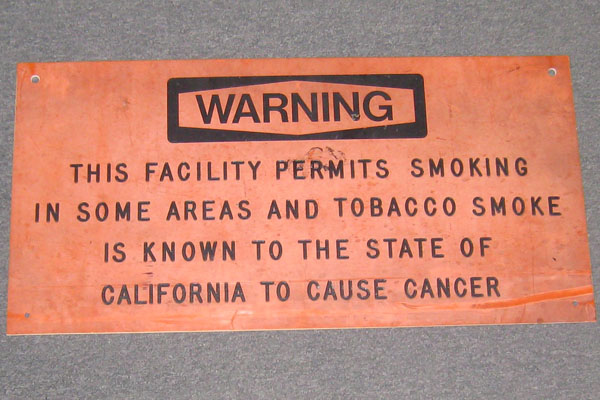 WARNING
THIS FACILITY PERMITS SMOKING
IN SOME AREAS AND TOBACCO SMOKE
IS KNOWN TO THE STATE OF
CALIFORNIA TO CAUSE CANCER